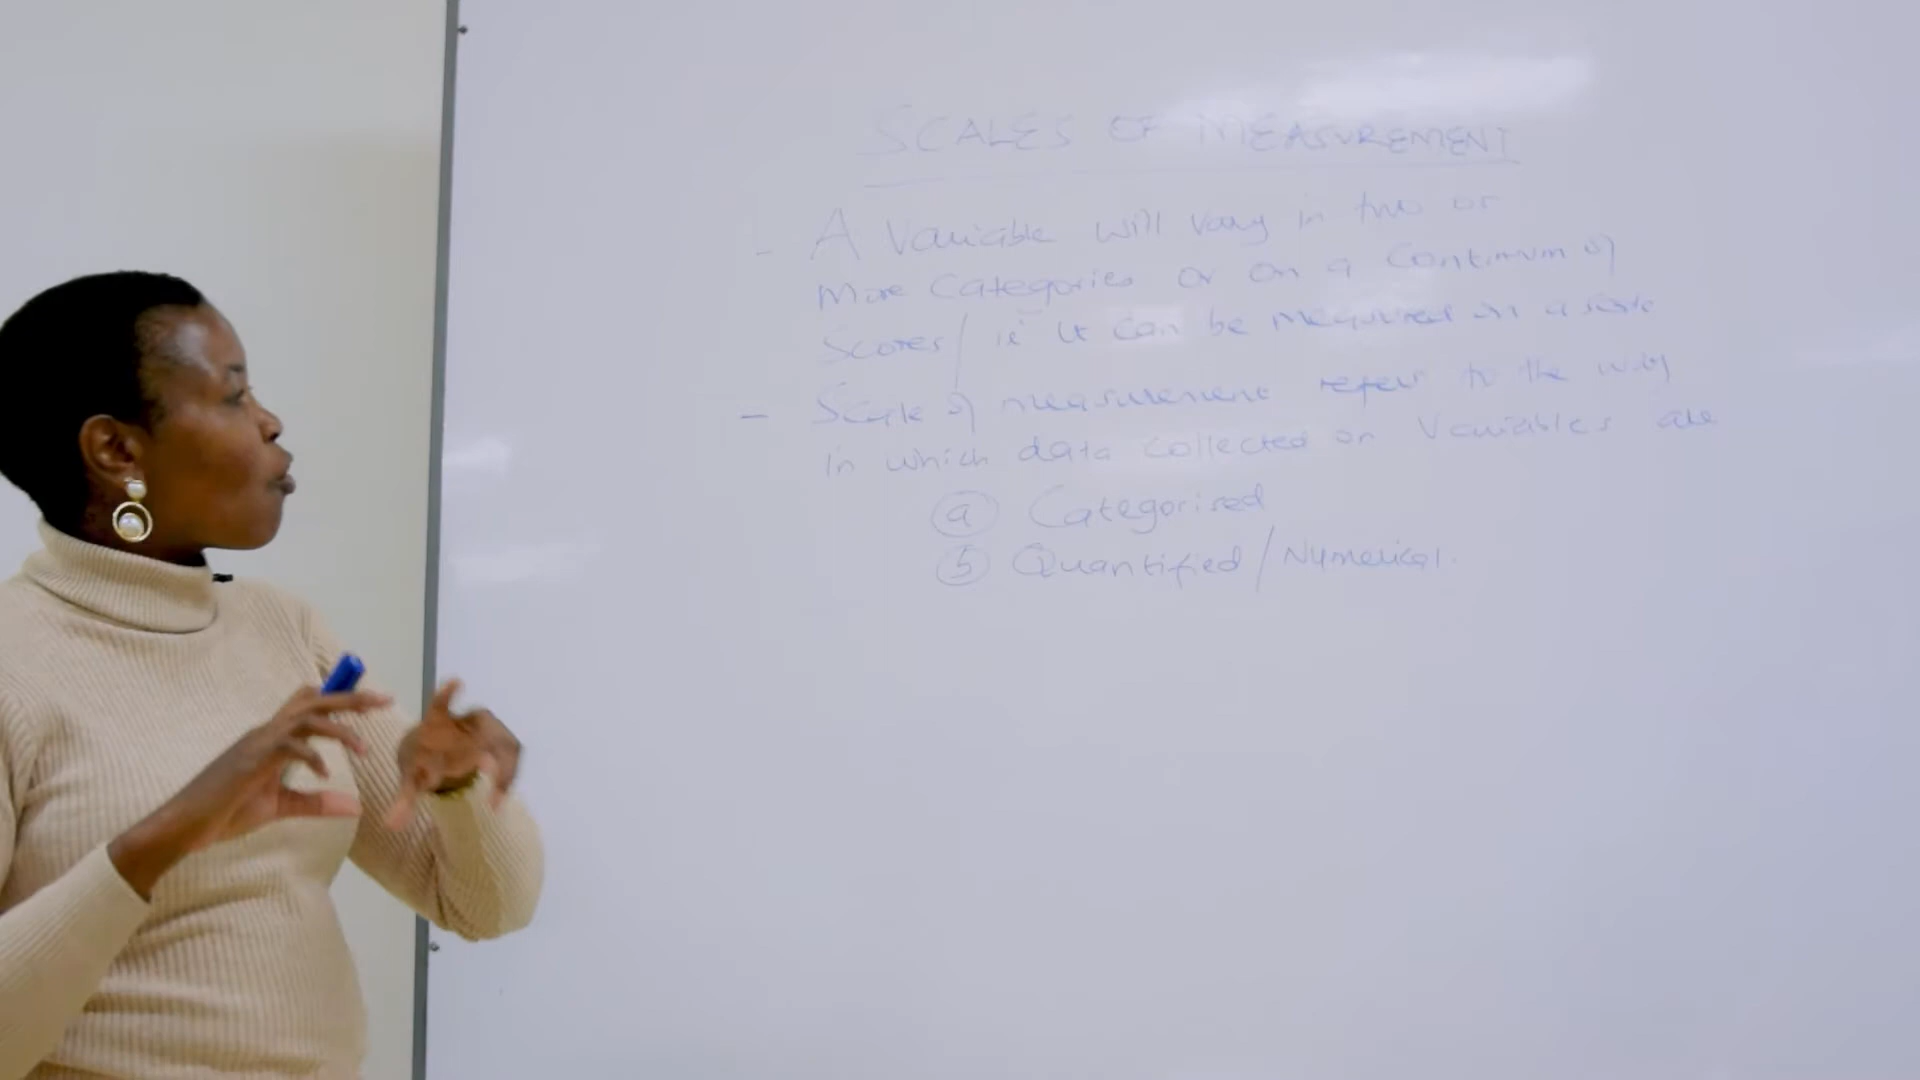 SCALES OF MEASUREMENT
- A Variable will vary in two or
More Categories or on a Continuum of
Scores/ ie it can be measured in a scale
- Scale of measurement refer to the way
in which data collected on Variables are
(a) Categorised
(b) Quantified/Numerical.